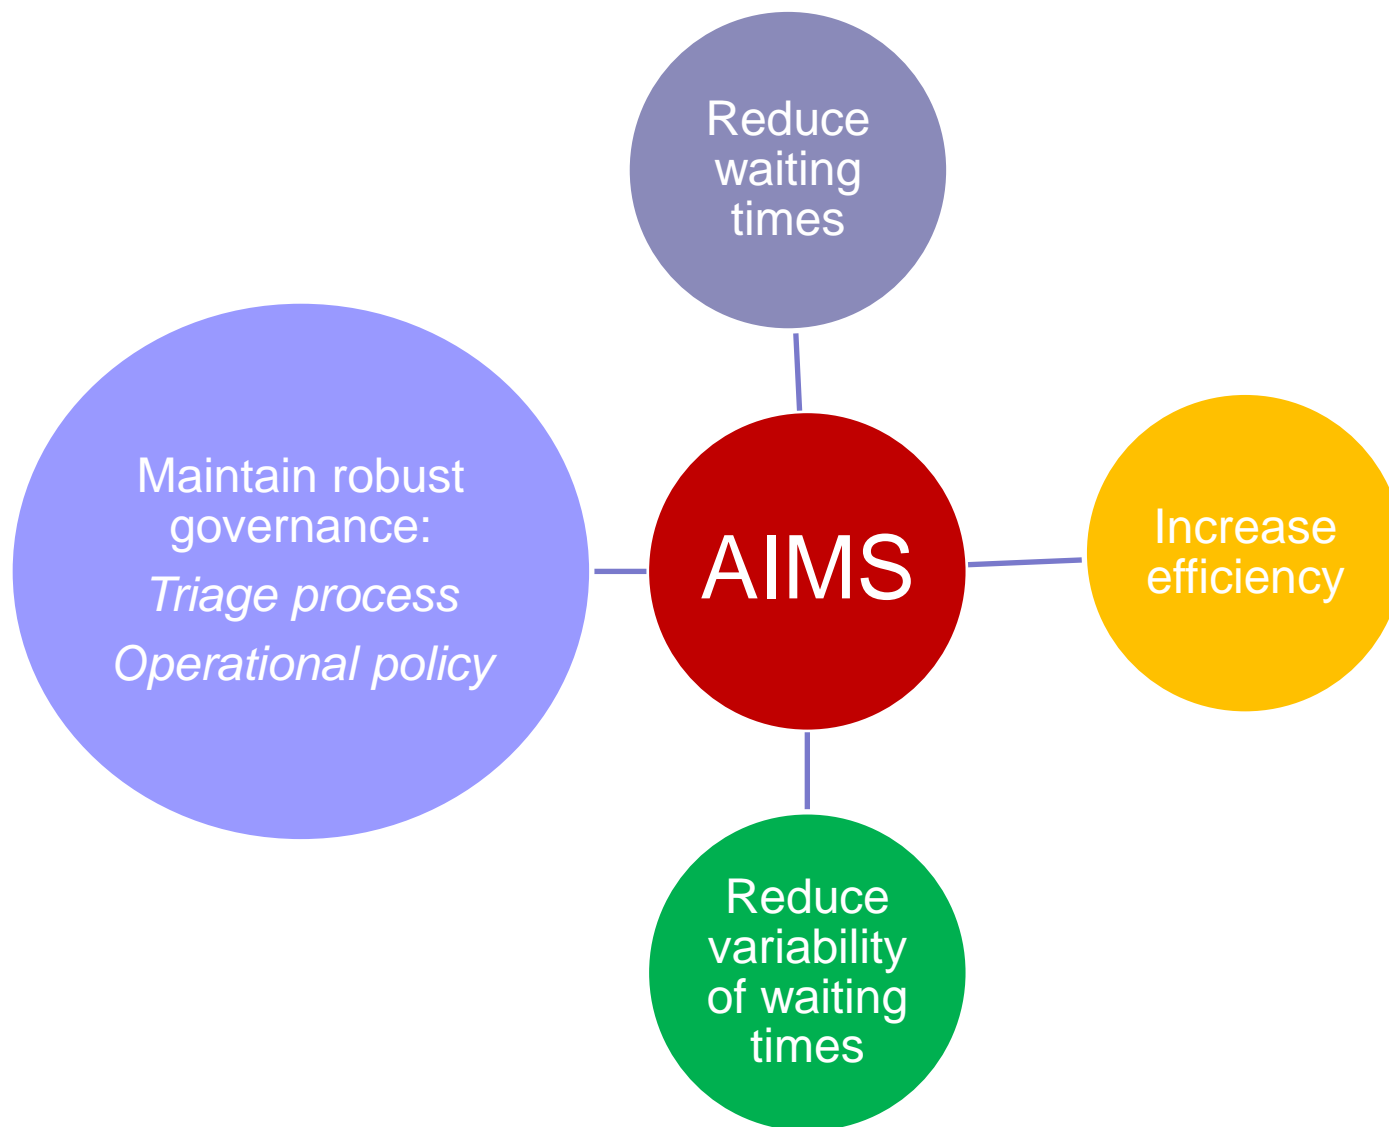 Reduce
waiting
times
Maintain robust
governance:
Triage process
Operational policy
AIMS
Increase
efficiency
Reduce
variability
of waiting
times